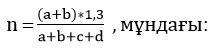 n = (a+b)*1,3 / a+b+c+d , мұндағы: